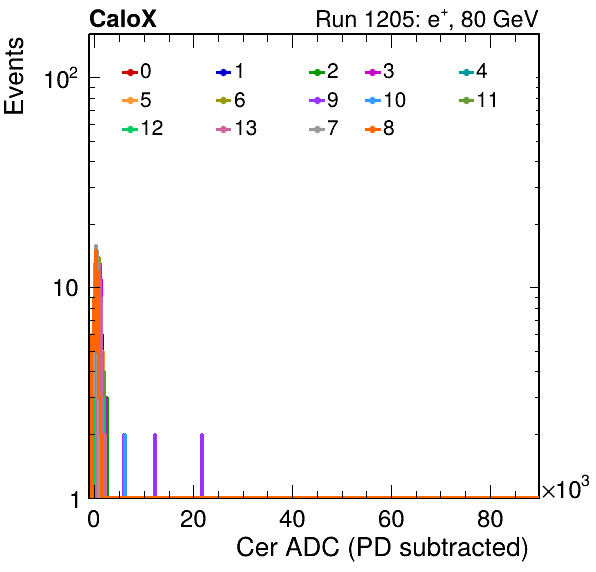 CaloX Run 1205: e⁺, 80 GeV
Events
10²
10
1
0 1 2 3 4
5 6 9 10 11
12 13 7 8
0 20 40 60 80
×10³
Cer ADC (PD subtracted)